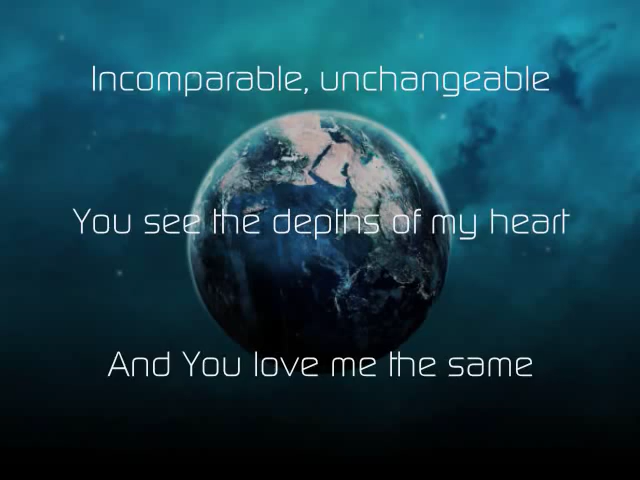 Incomparable, unchangeable
You see the depths of my heart
And You love me the same